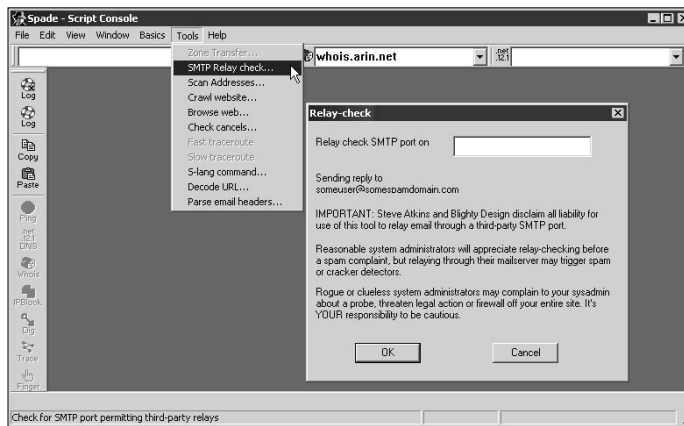 Spade - Script Console
File Edit View Window Basics Tools Help
whois.arin.net
.net
12.1
Zone Transfer...
SMTP Relay check...
Scan Addresses...
Crawl website...
Browse web...
Check cancels...
Fast traceroute
Slow traceroute
S-lang command...
Decode URL...
Parse email headers...
Log
Log
Copy
Paste
Ping
.net
12.1
DNS
Whois
IPBlock
Dig
Trace
Finger
Relay-check
Relay check SMTP port on
Sending reply to
someuser@somespamdomain.com
IMPORTANT: Steve Atkins and Blighty Design disclaim all liability for
use of this tool to relay email through a third-party SMTP port.
Reasonable system administrators will appreciate relay-checking before
a spam complaint, but relaying through their mailserver may trigger spam
or cracker detectors.
Rogue or clueless system administrators may complain to your sysadmin
about a probe, threaten legal action or firewall off your entire site. It's
YOUR responsibility to be cautious.
OK
Cancel
Check for SMTP port permitting third-party relays